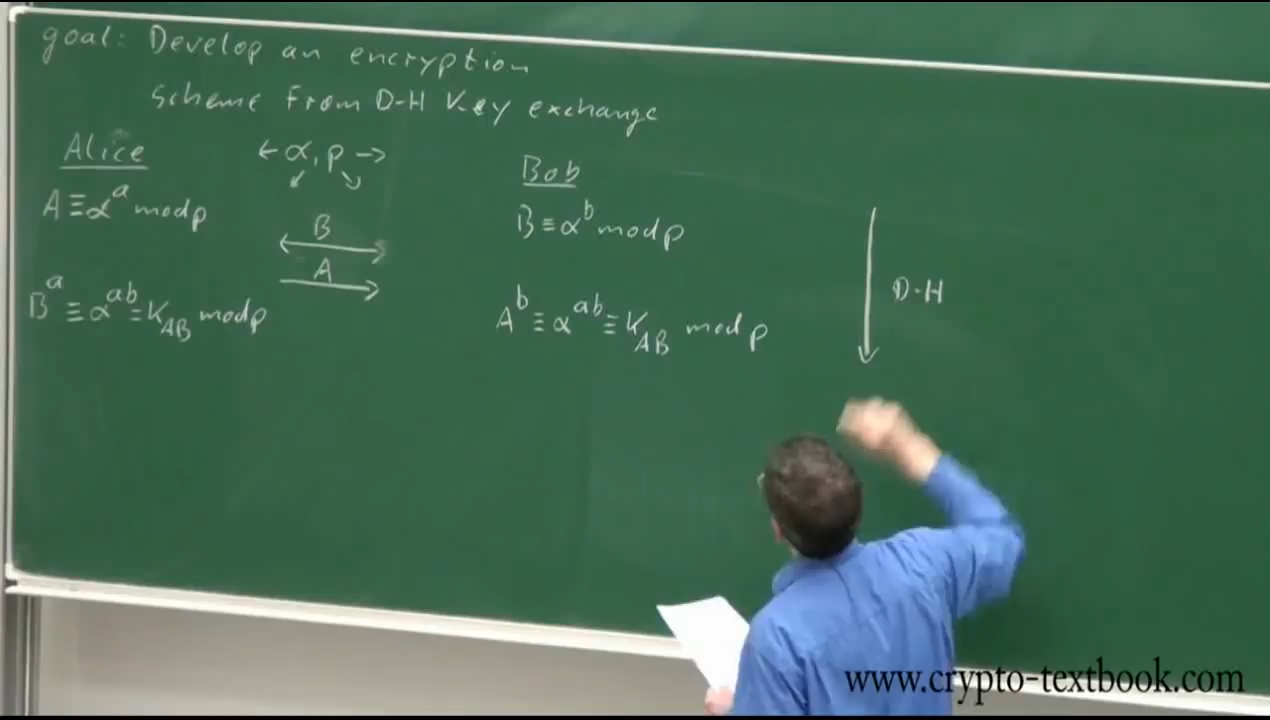 goal: Develop an encryption
scheme from D-H Key exchange
Alice
← α, p →
Bob
A ≡ α^a mod p
B
B ≡ α^b mod p
A
D-H
B^a ≡ α^ab ≡ K_AB mod p
A^b ≡ α^ab ≡ K_AB mod p
www.crypto-textbook.com